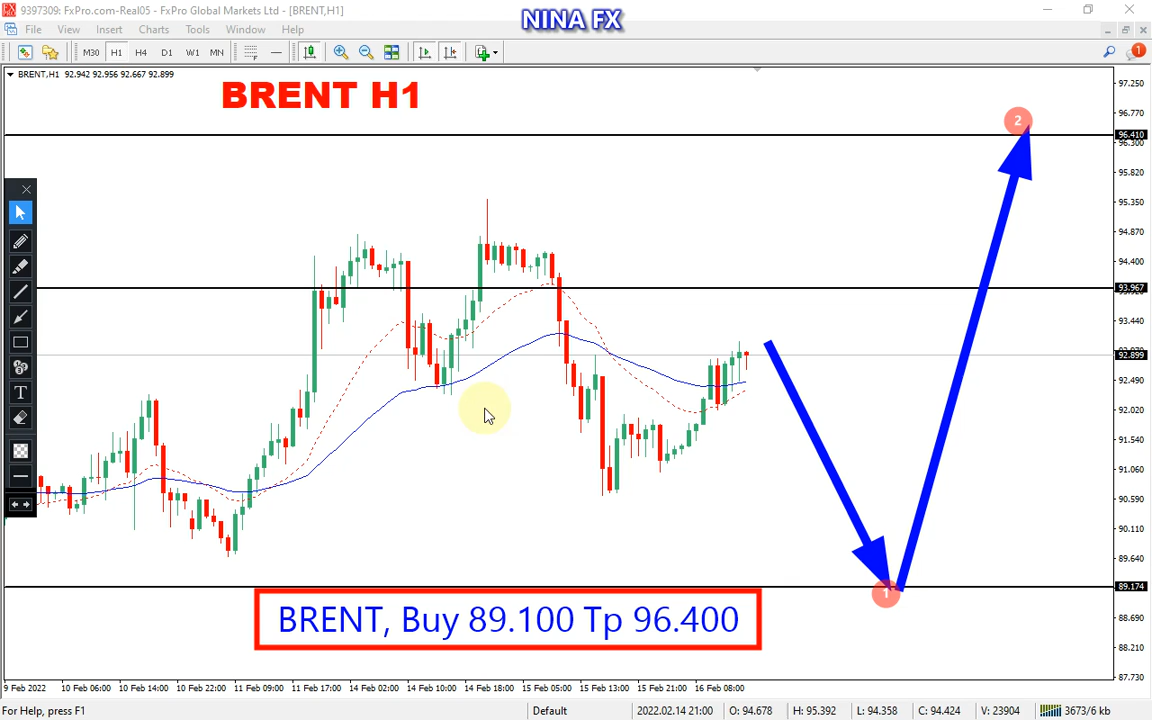 9397309: FxPro.com-Real05 - FxPro Global Markets Ltd - [BRENT,H1]
NINA FX
File View Insert Charts Tools Window Help
M30 H1 H4 D1 W1 MN
1
BRENT,H1 92.942 92.956 92.667 92.899
BRENT H1
97.250
96.770
2
96.410
96.300
95.820
95.350
94.870
94.400
93.967
93.440
92.899
92.490
92.020
91.540
91.060
90.590
90.110
89.640
89.174
1
88.690
BRENT, Buy 89.100 Tp 96.400
88.210
87.730
9 Feb 2022 10 Feb 06:00 10 Feb 14:00 10 Feb 22:00 11 Feb 09:00 11 Feb 17:00 14 Feb 02:00 14 Feb 10:00 14 Feb 18:00 15 Feb 05:00 15 Feb 13:00 15 Feb 21:00 16 Feb 08:00
For Help, press F1 Default 2022.02.14 21:00 O: 94.678 H: 95.392 L: 94.358 C: 94.424 V: 23904 3673/6 kb